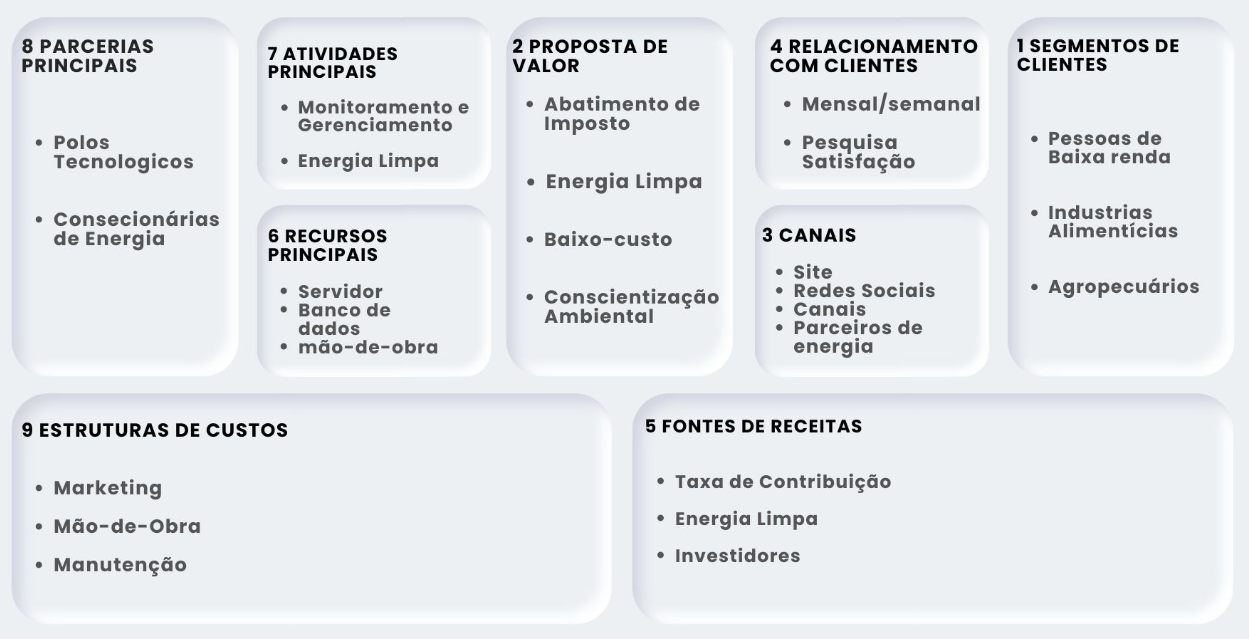 8 PARCERIAS
PRINCIPAIS
• Polos
Tecnologicos
• Consecionárias
de Energia
7 ATIVIDADES
PRINCIPAIS
• Monitoramento e
Gerenciamento
• Energia Limpa
6 RECURSOS
PRINCIPAIS
• Servidor
• Banco de
dados
• mão-de-obra
2 PROPOSTA DE
VALOR
• Abatimento de
Imposto
• Energia Limpa
• Baixo-custo
• Conscientização
Ambiental
4 RELACIONAMENTO
COM CLIENTES
• Mensal/semanal
• Pesquisa
Satisfação
3 CANAIS
• Site
• Redes Sociais
• Canais
• Parceiros de
energia
1 SEGMENTOS DE
CLIENTES
• Pessoas de
Baixa renda
• Industrias
Alimentícias
• Agropecuários
9 ESTRUTURAS DE CUSTOS
• Marketing
• Mão-de-Obra
• Manutenção
5 FONTES DE RECEITAS
• Taxa de Contribuição
• Energia Limpa
• Investidores